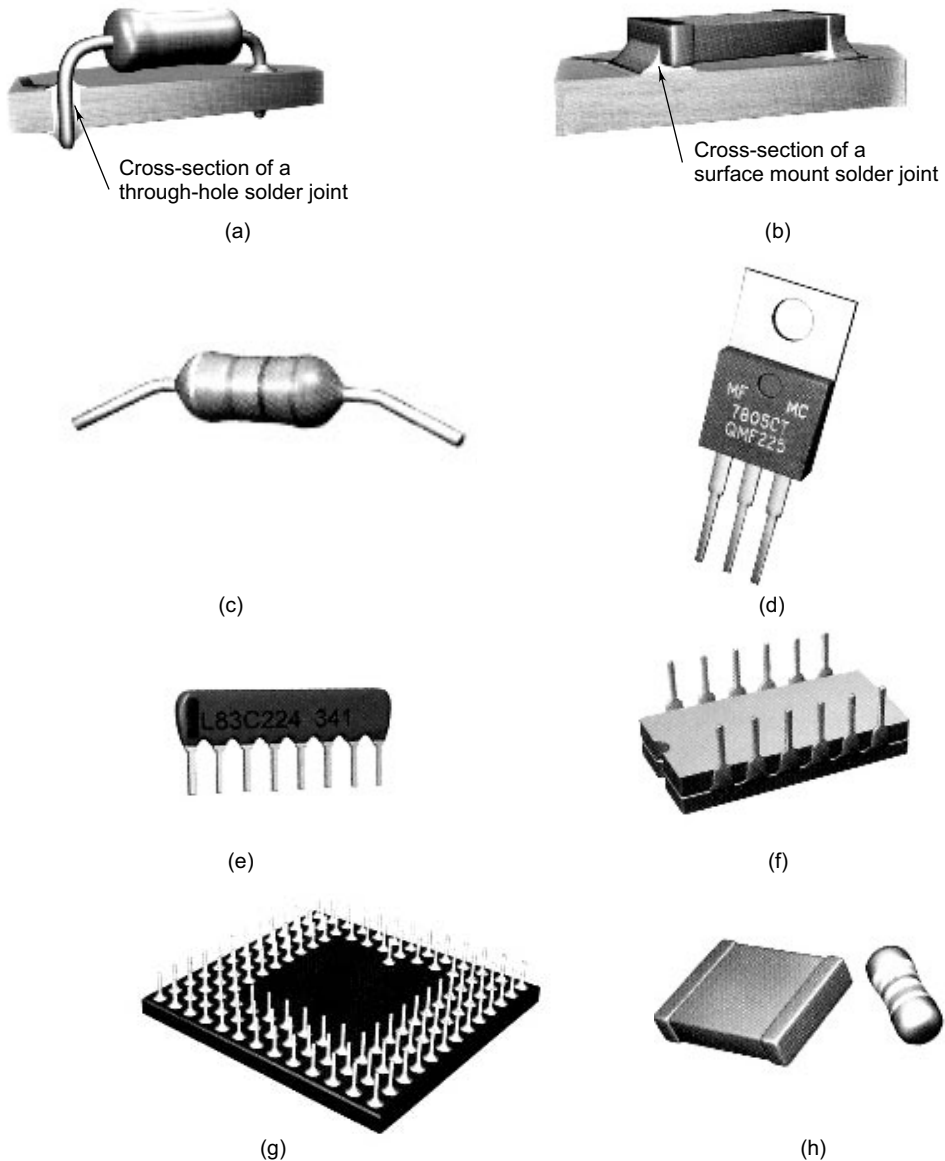 Cross-section of a
through-hole solder joint
(a)
Cross-section of a
surface mount solder joint
(b)
(c)
MF MC
7805CT
QMF225
(d)
L83C224 341
(e)
(f)
(g)
(h)